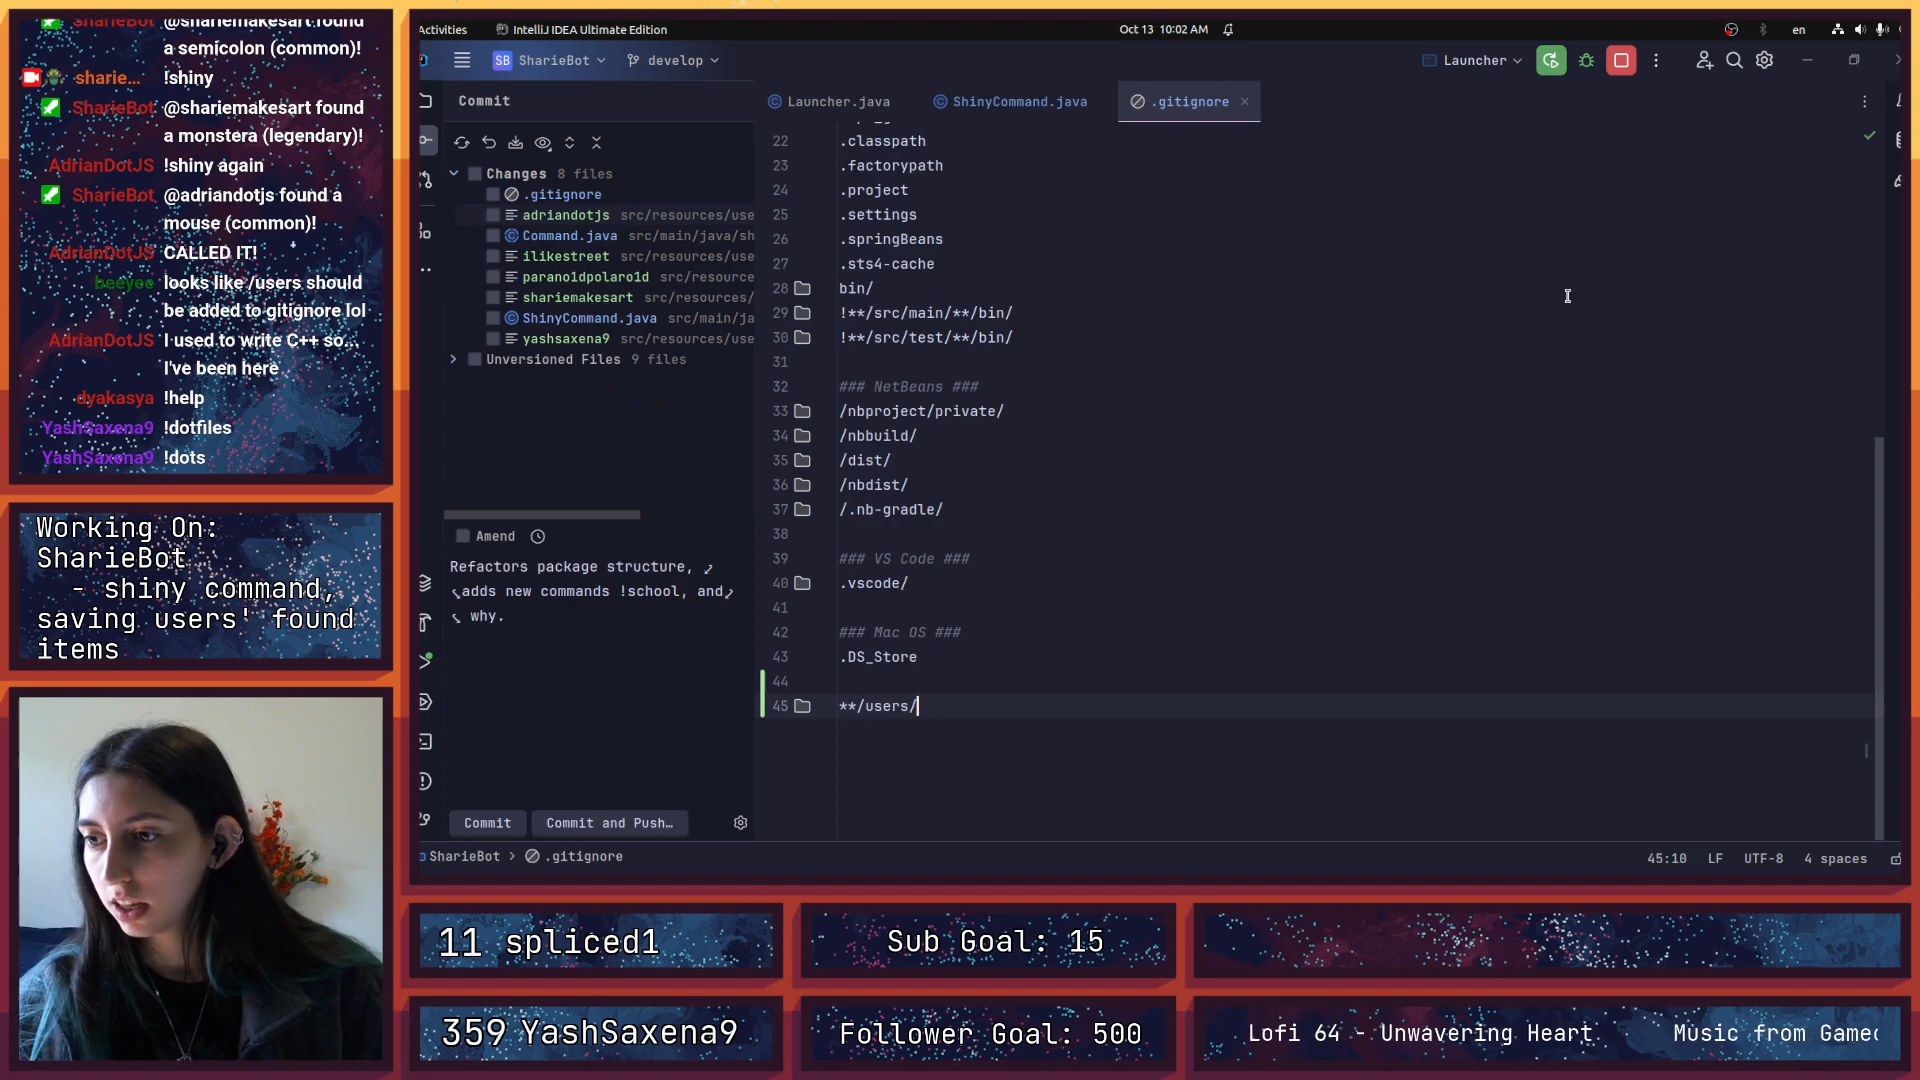 SharieBot @shariemakesart found
a semicolon (common)!
sharie... !shiny
SharieBot @shariemakesart found
a monstera (legendary)!
AdrianDotJS !shiny again
SharieBot @adriandotjs found a
mouse (common)!
AdrianDotJS CALLED IT!
beeyee looks like /users should
be added to gitignore lol
AdrianDotJS I used to write C++ so...
I've been here
dyakasya !help
YashSaxena9 !dotfiles
YashSaxena9 !dots
Working On:
SharieBot
- shiny command,
saving users' found
items
Activities IntelliJ IDEA Ultimate Edition Oct 13 10:02 AM en
SB SharieBot develop Launcher
Commit Launcher.java ShinyCommand.java .gitignore
Changes 8 files
.gitignore
adriandotjs src/resources/use
Command.java src/main/java/sh
ilikestreet src/resources/use
parano1dpolaro1d src/resource
shariemakesart src/resources/
ShinyCommand.java src/main/ja
yashsaxena9 src/resources/use
Unversioned Files 9 files
Amend
Refactors package structure,
adds new commands !school, and
why.
Commit Commit and Push...
22 .classpath
23 .factorypath
24 .project
25 .settings
26 .springBeans
27 .sts4-cache
28 bin/
29 !**/src/main/**/bin/
30 !**/src/test/**/bin/
31
32 ### NetBeans ###
33 /nbproject/private/
34 /nbbuild/
35 /dist/
36 /nbdist/
37 /.nb-gradle/
38
39 ### VS Code ###
40 .vscode/
41
42 ### Mac OS ###
43 .DS_Store
44
45 **/users/
SharieBot > .gitignore 45:10 LF UTF-8 4 spaces
11 spliced1 Sub Goal: 15
359 YashSaxena9 Follower Goal: 500 Lofi 64 - Unwavering Heart Music from